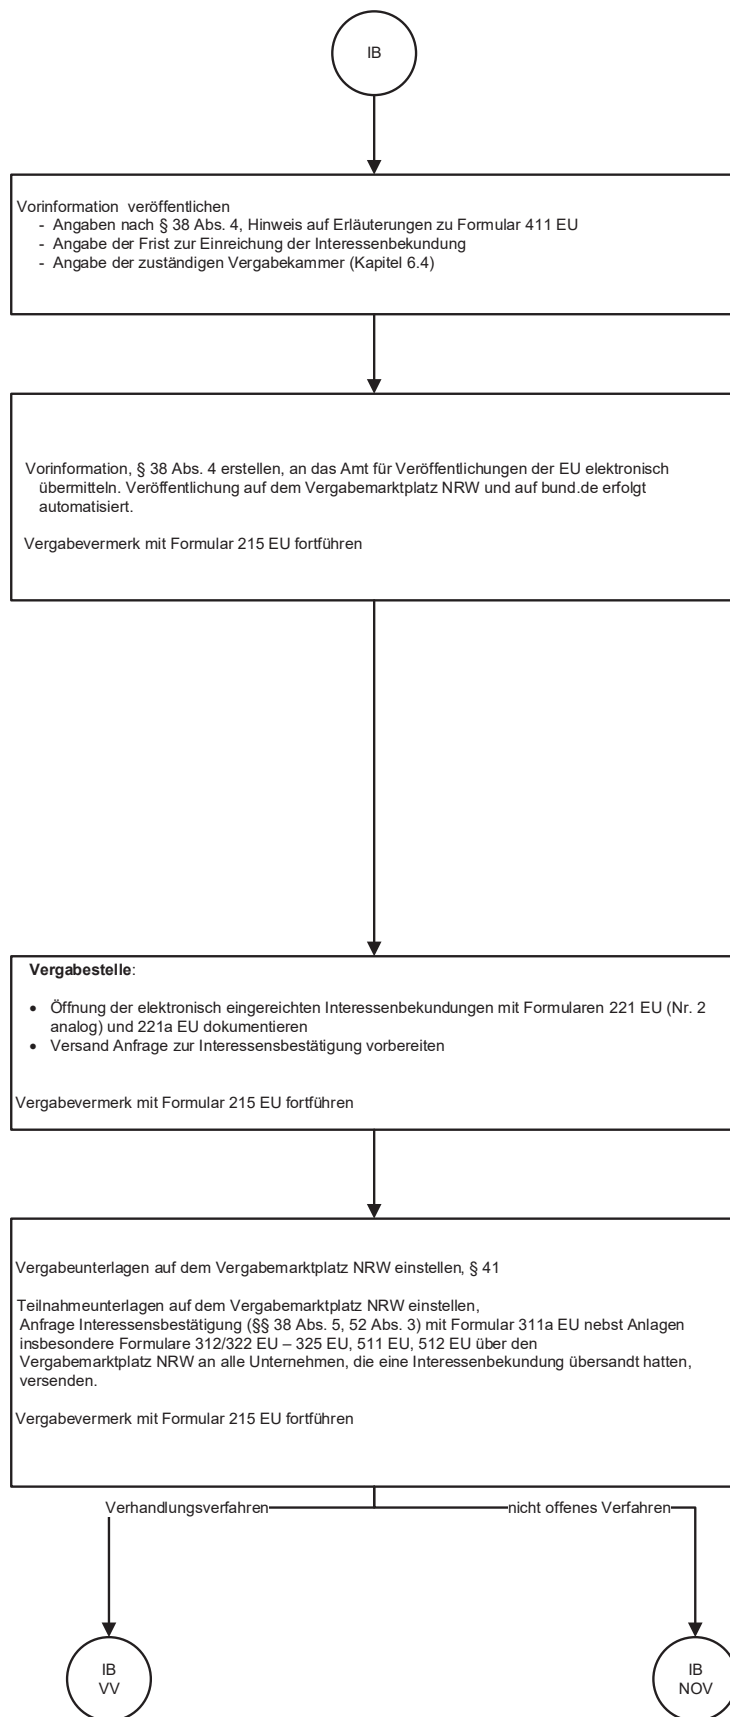 IB
Vorinformation veröffentlichen
- Angaben nach § 38 Abs. 4, Hinweis auf Erläuterungen zu Formular 411 EU
- Angabe der Frist zur Einreichung der Interessenbekundung
- Angabe der zuständigen Vergabekammer (Kapitel 6.4)
Vorinformation, § 38 Abs. 4 erstellen, an das Amt für Veröffentlichungen der EU elektronisch
übermitteln. Veröffentlichung auf dem Vergabemarktplatz NRW und auf bund.de erfolgt
automatisiert.
Vergabevermerk mit Formular 215 EU fortführen
Vergabestelle:
• Öffnung der elektronisch eingereichten Interessenbekundungen mit Formularen 221 EU (Nr. 2
analog) und 221a EU dokumentieren
• Versand Anfrage zur Interessensbestätigung vorbereiten
Vergabevermerk mit Formular 215 EU fortführen
Vergabeunterlagen auf dem Vergabemarktplatz NRW einstellen, § 41
Teilnahmeunterlagen auf dem Vergabemarktplatz NRW einstellen,
Anfrage Interessensbestätigung (§§ 38 Abs. 5, 52 Abs. 3) mit Formular 311a EU nebst Anlagen
insbesondere Formulare 312/322 EU – 325 EU, 511 EU, 512 EU über den
Vergabemarktplatz NRW an alle Unternehmen, die eine Interessenbekundung übersandt hatten,
versenden.
Vergabevermerk mit Formular 215 EU fortführen
Verhandlungsverfahren
nicht offenes Verfahren
IB
VV
IB
NOV